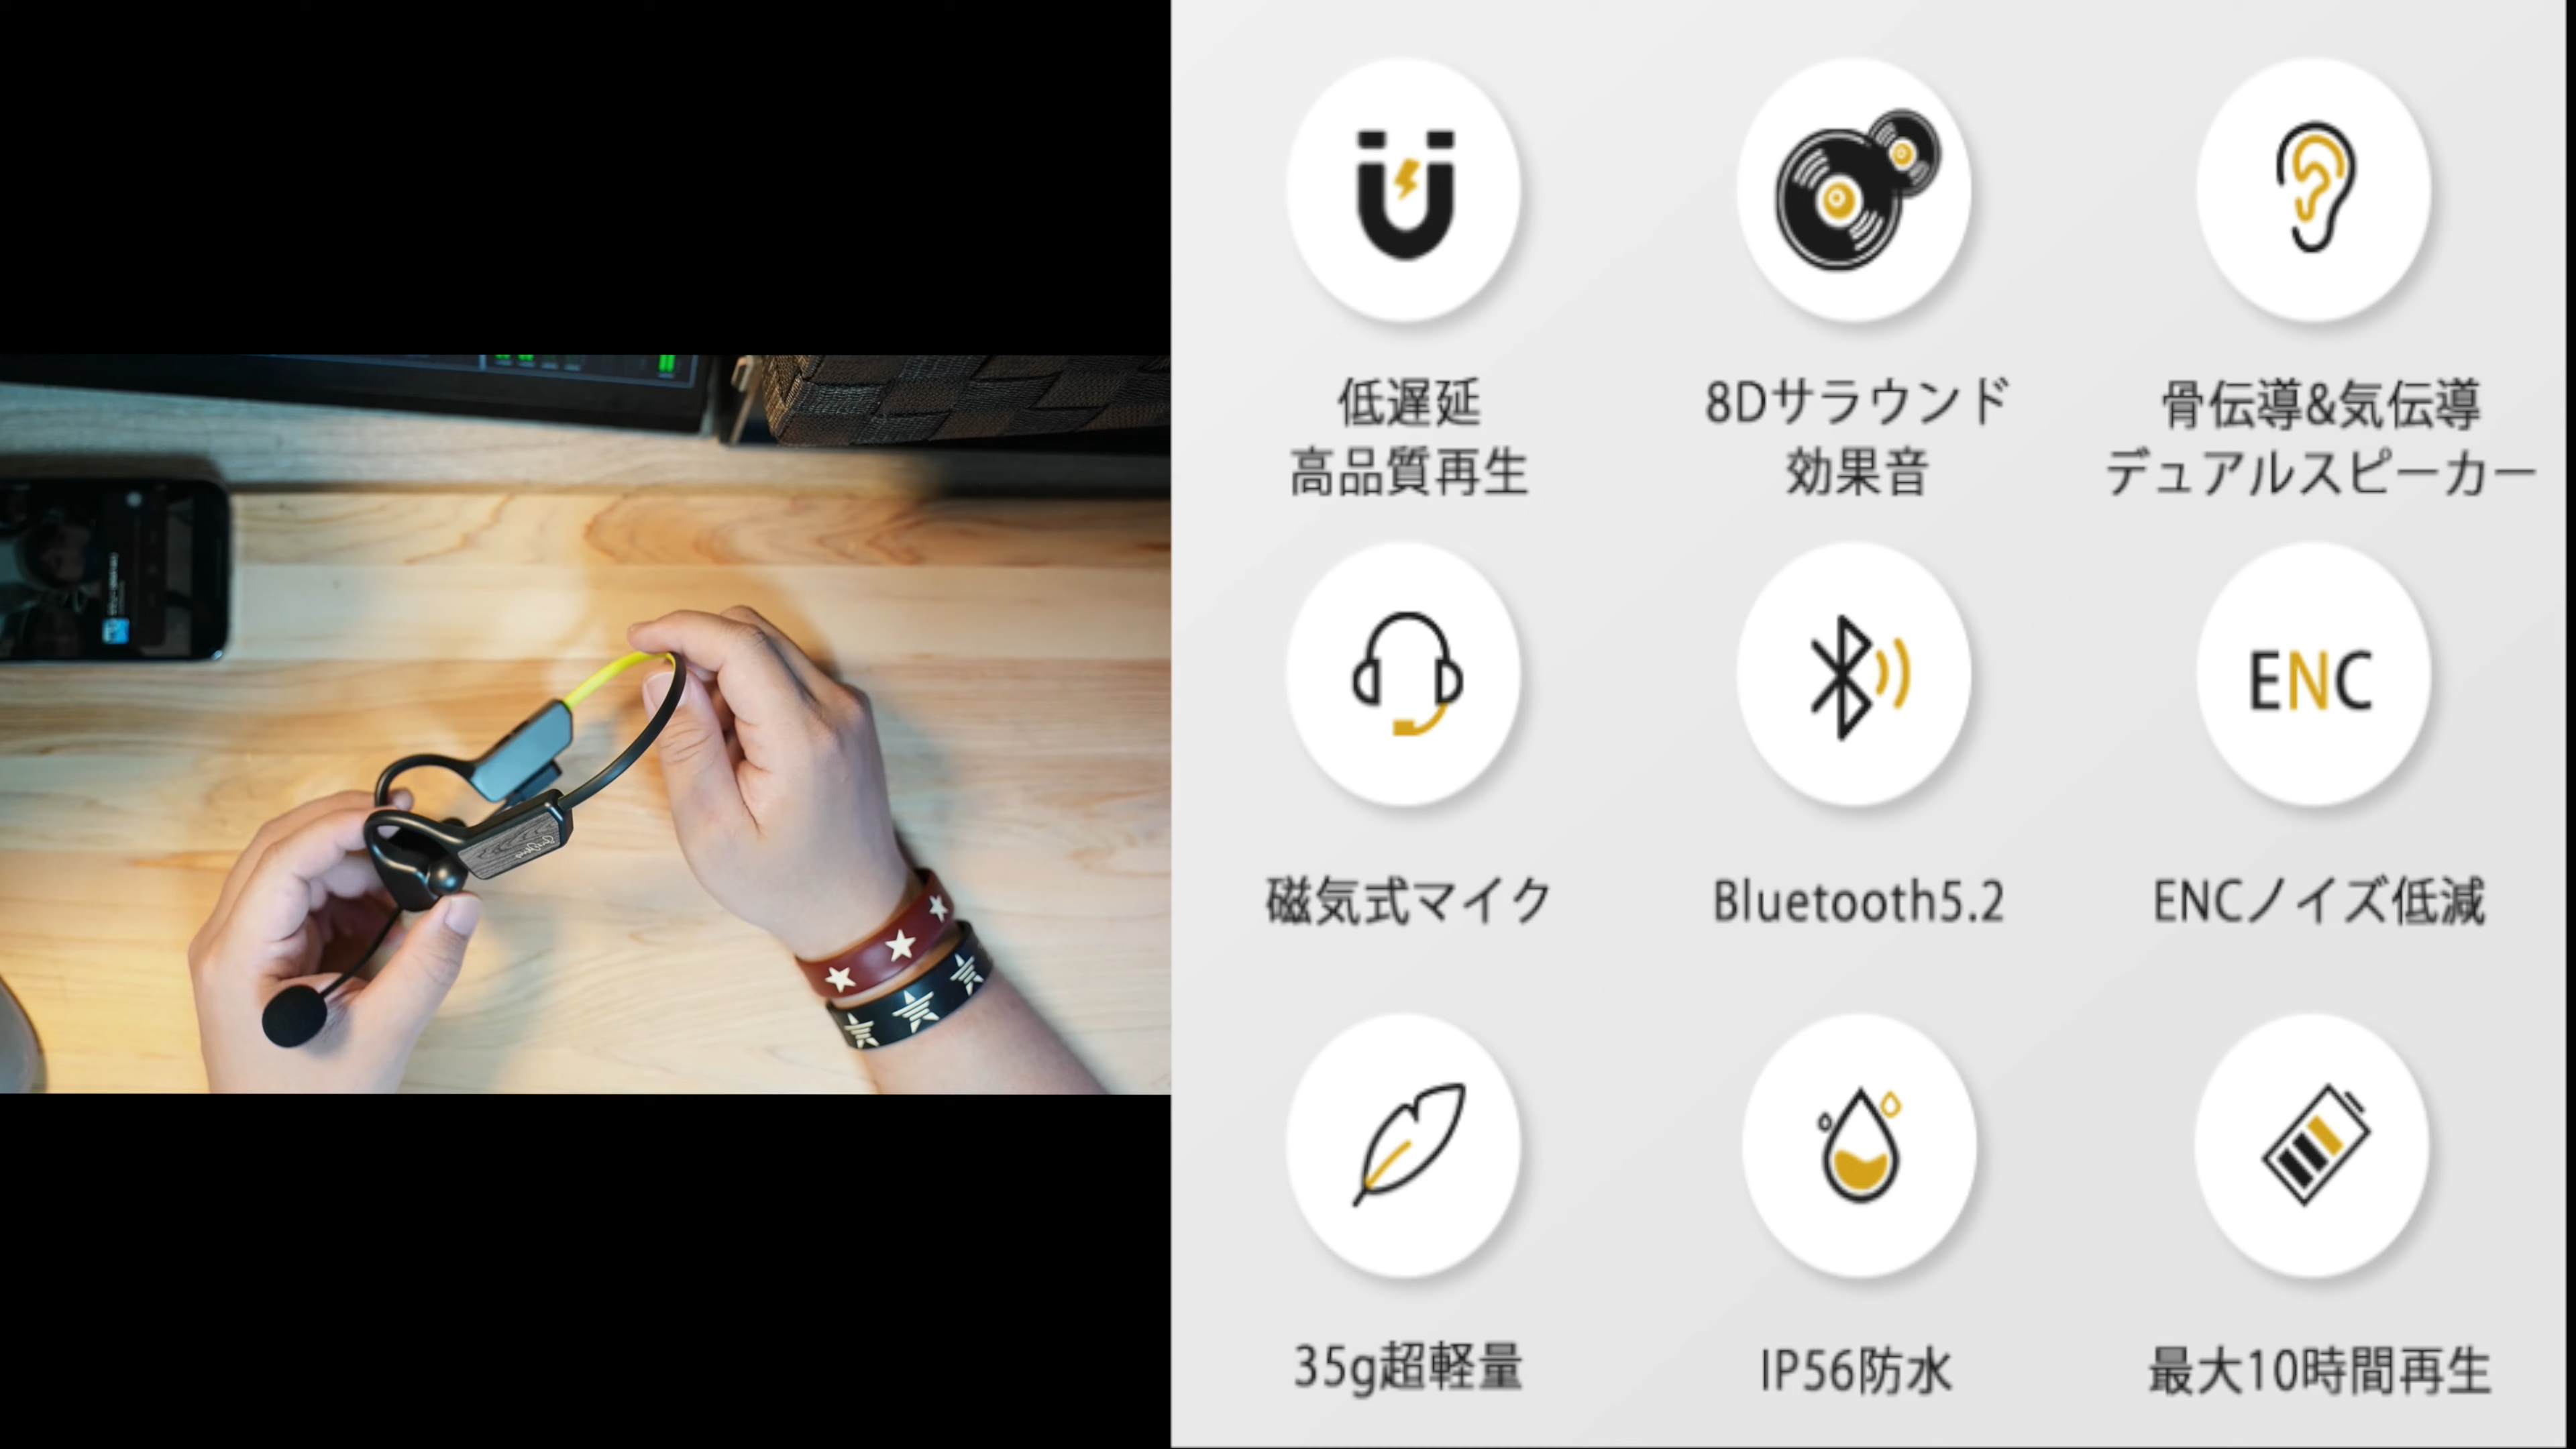 低遅延
高品質再生
8Dサラウンド
効果音
骨伝導&気伝導
デュアルスピーカー
磁気式マイク
Bluetooth5.2
ENC
ENCノイズ低減
35g超軽量
IP56防水
最大10時間再生